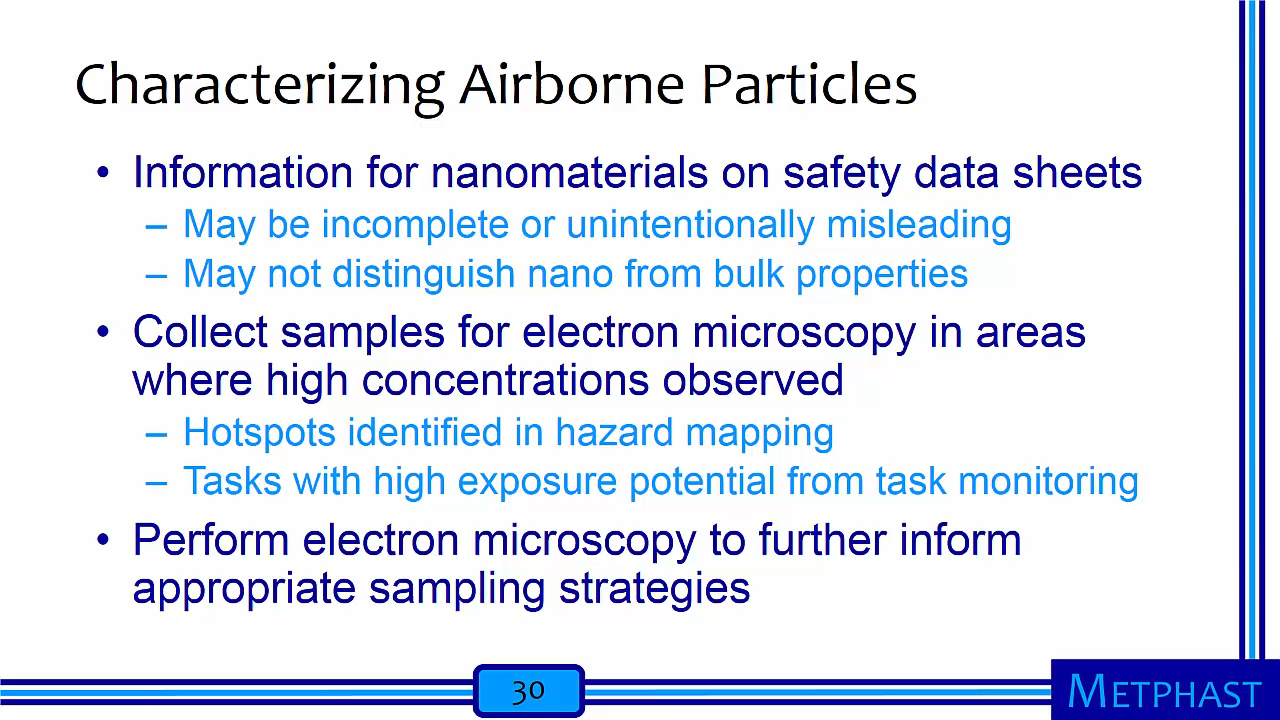 Characterizing Airborne Particles
• Information for nanomaterials on safety data sheets
– May be incomplete or unintentionally misleading
– May not distinguish nano from bulk properties
• Collect samples for electron microscopy in areas
where high concentrations observed
– Hotspots identified in hazard mapping
– Tasks with high exposure potential from task monitoring
• Perform electron microscopy to further inform
appropriate sampling strategies
30
METPHAST